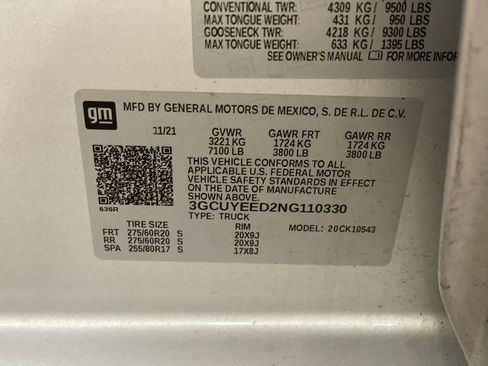 CONVENTIONAL TWR: 4309 KG / 9500 LBS
MAX TONGUE WEIGHT: 431 KG / 950 LBS
GOOSENECK TWR: 4218 KG / 9300 LBS
MAX TONGUE WEIGHT: 633 KG / 1395 LBS
SEE OWNER'S MANUAL FOR MORE INFOR
gm
MFD BY GENERAL MOTORS DE MEXICO, S. DE R.L. DE C.V.
11/21 GVWR GAWR FRT GAWR RR
3221 KG 1724 KG 1724 KG
7100 LB 3800 LB 3800 LB
THIS VEHICLE CONFORMS TO ALL
APPLICABLE U.S. FEDERAL MOTOR
VEHICLE SAFETY STANDARDS IN EFFECT
ON THE DATE OF MANUFACTURE
SHOWN ABOVE.
636R
3GCUYEED2NG110330
TYPE: TRUCK MODEL: 20CK10543
TIRE SIZE RIM
FRT 275/60R20 S 20X9J
RR 275/60R20 S 20X9J
SPA 255/80R17 S 17X8J